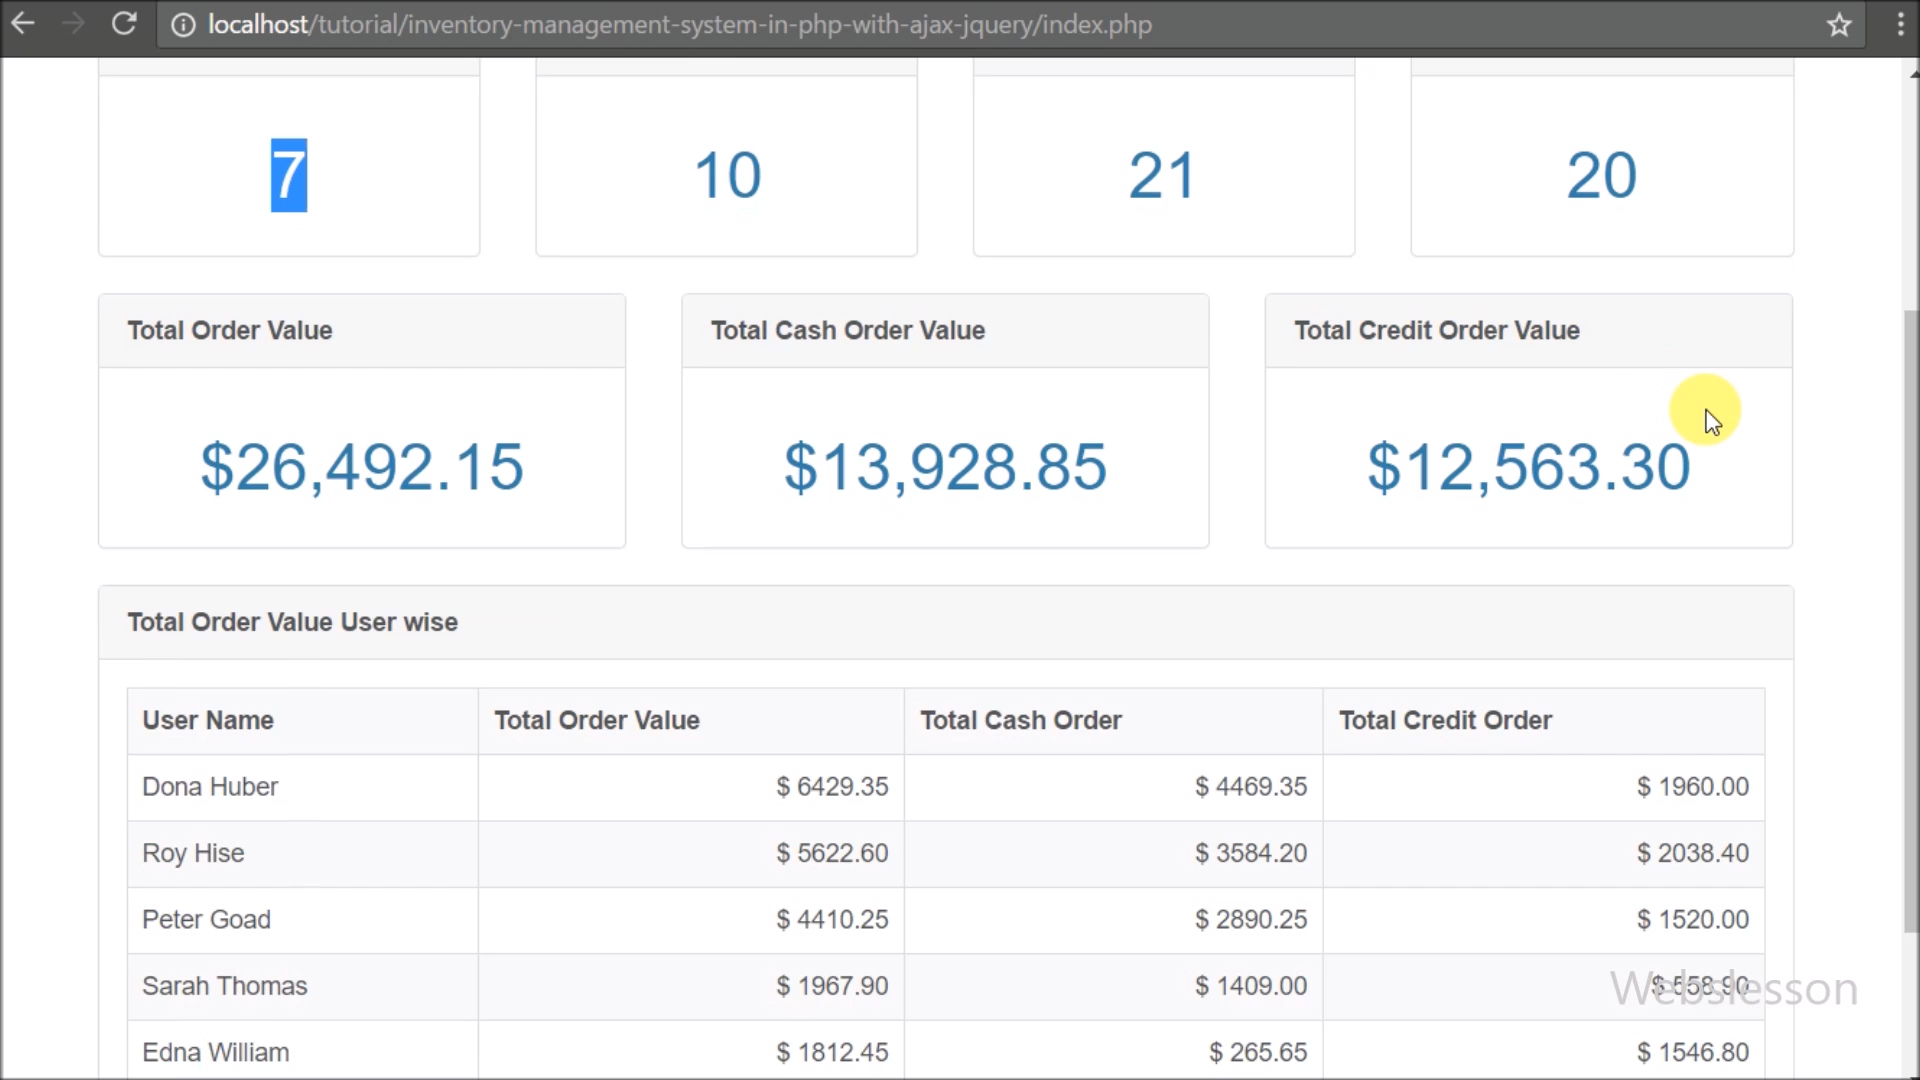 localhost/tutorial/inventory-management-system-in-php-with-ajax-jquery/index.php
7 10 21 20
Total Order Value Total Cash Order Value Total Credit Order Value
$26,492.15 $13,928.85 $12,563.30
Total Order Value User wise
User Name Total Order Value Total Cash Order Total Credit Order
Dona Huber $ 6429.35 $ 4469.35 $ 1960.00
Roy Hise $ 5622.60 $ 3584.20 $ 2038.40
Peter Goad $ 4410.25 $ 2890.25 $ 1520.00
Sarah Thomas $ 1967.90 $ 1409.00 $ 558.90
Webslesson
Edna William $ 1812.45 $ 265.65 $ 1546.80